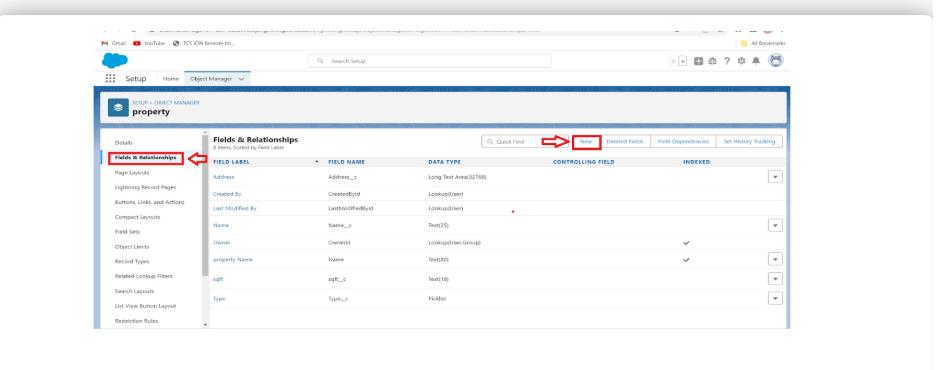 Gmail YouTube TCS iON Remote Int... All Bookmarks
Search Setup
Setup Home Object Manager
SETUP > OBJECT MANAGER
property
Details
Fields & Relationships
Page Layouts
Lightning Record Pages
Buttons, Links, and Actions
Compact Layouts
Field Sets
Object Limits
Record Types
Related Lookup Filters
Search Layouts
List View Button Layout
Restriction Rules
Fields & Relationships
8 Items, Sorted by Field Label
Quick Find New Deleted Fields Field Dependencies Set History Tracking
FIELD LABEL FIELD NAME DATA TYPE CONTROLLING FIELD INDEXED
Address Address__c Long Text Area(32768)
Created By CreatedById Lookup(User)
Last Modified By LastModifiedById Lookup(User)
Name Name__c Text(25)
Owner OwnerId Lookup(User,Group)
property Name Name Text(80)
sqft sqft__c Text(18)
Type Type__c Picklist